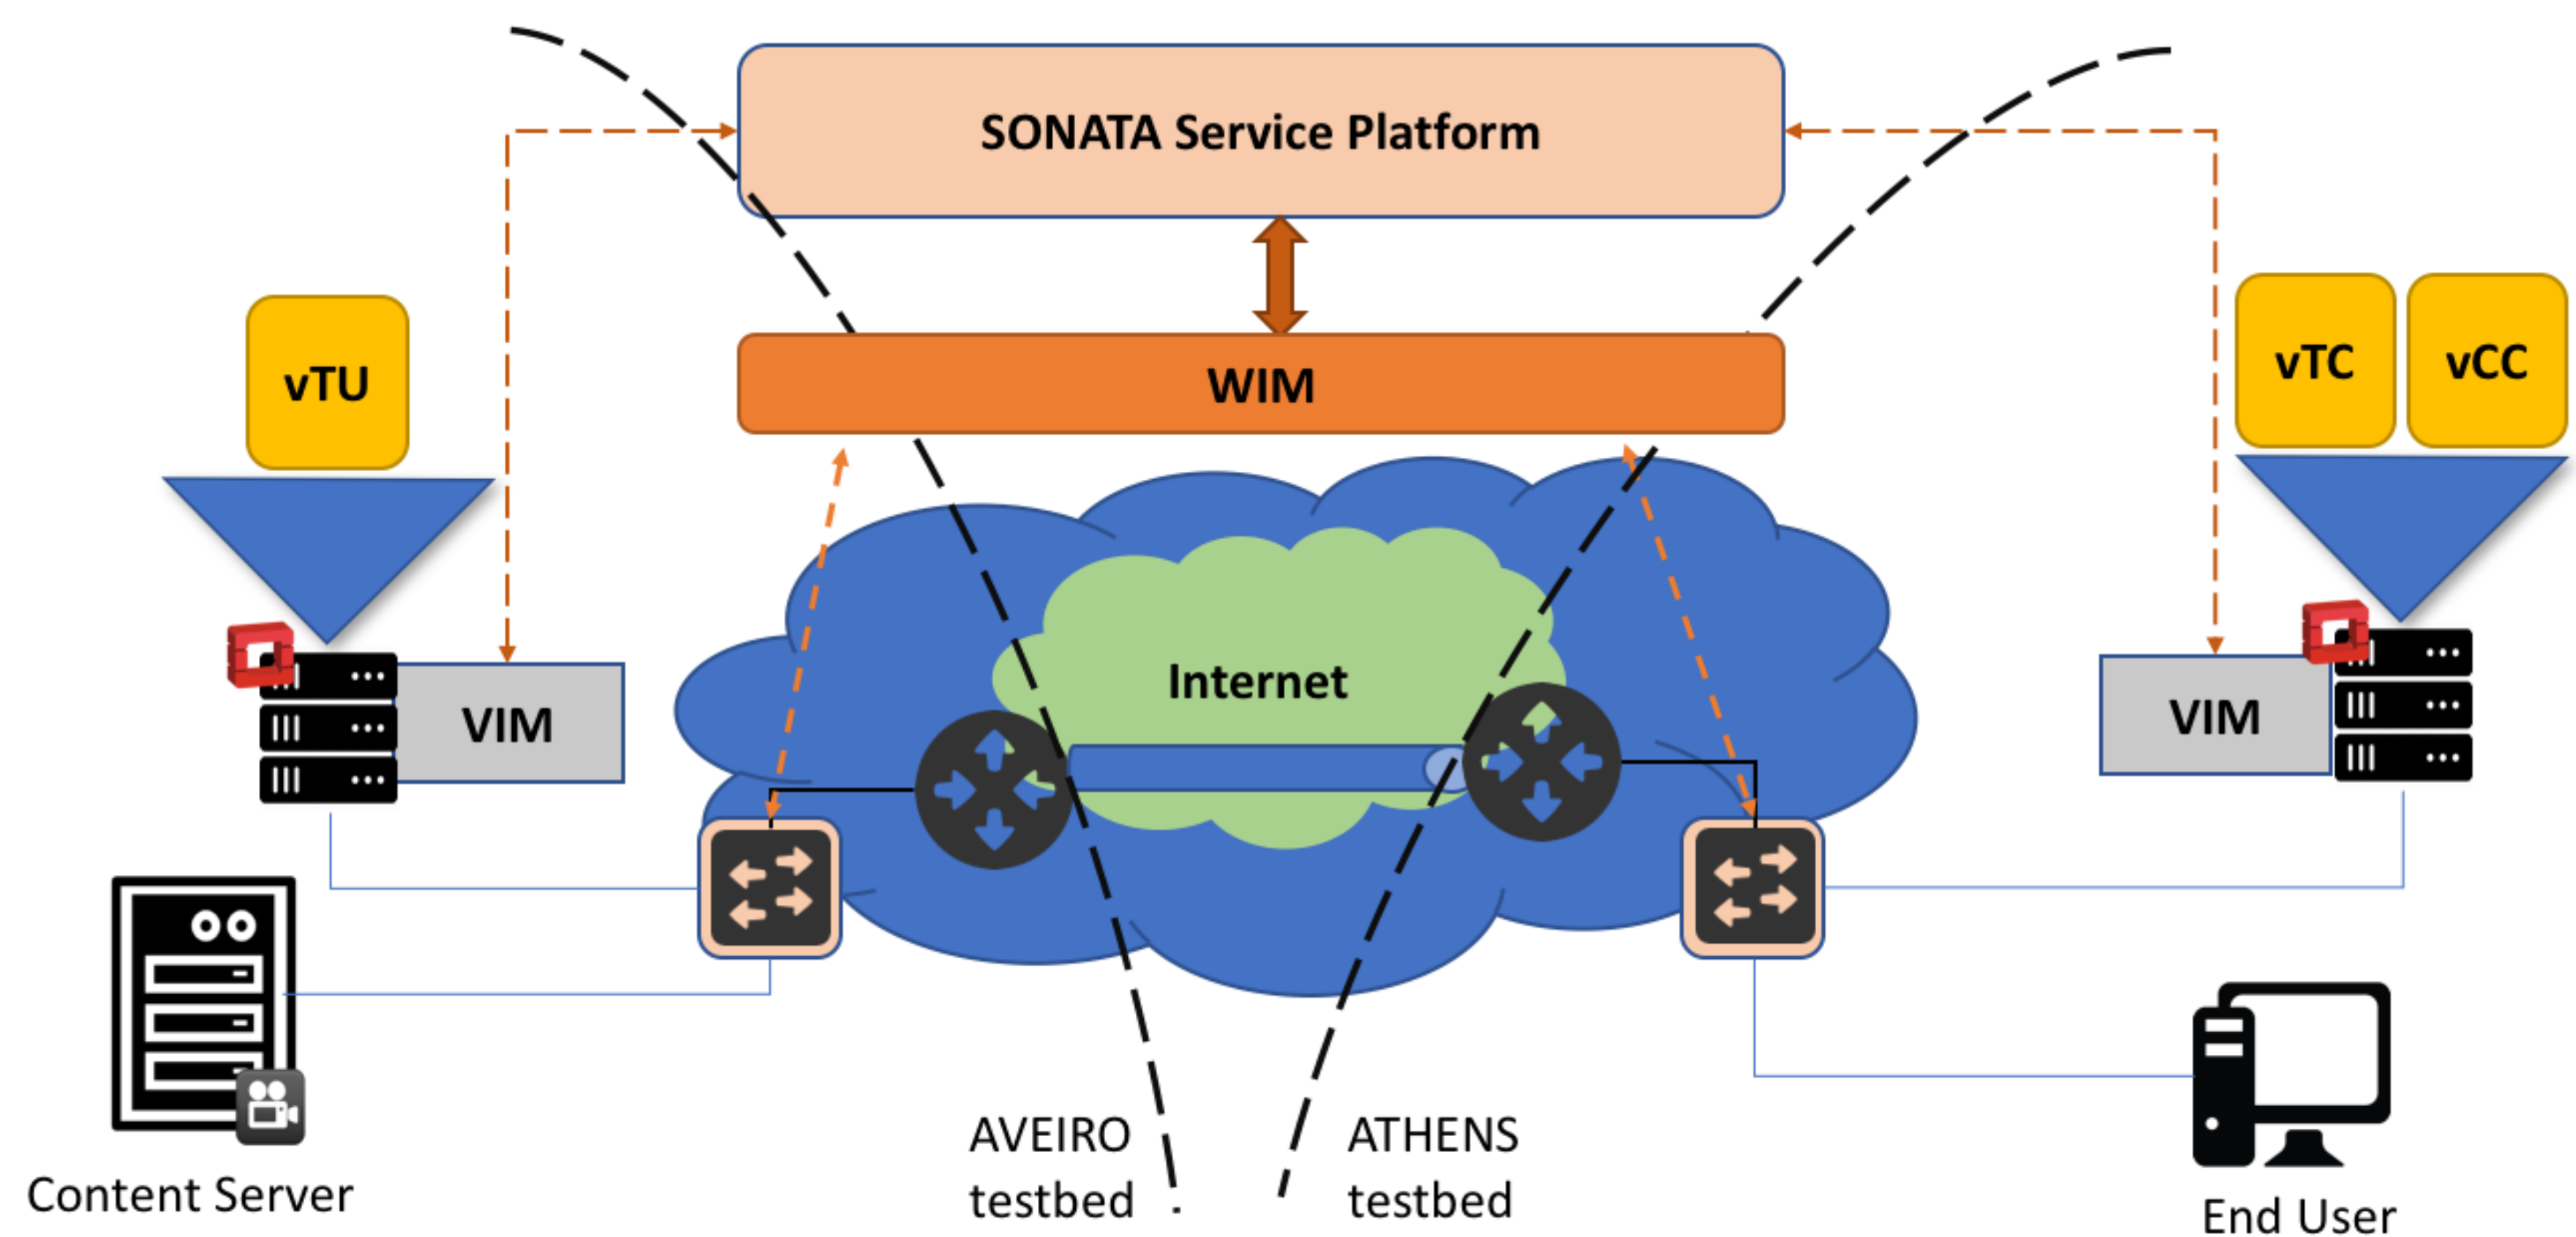 SONATA Service Platform
WIM
vTU
vTC
vCC
Internet
VIM
VIM
AVEIRO
testbed
ATHENS
testbed
Content Server
End User